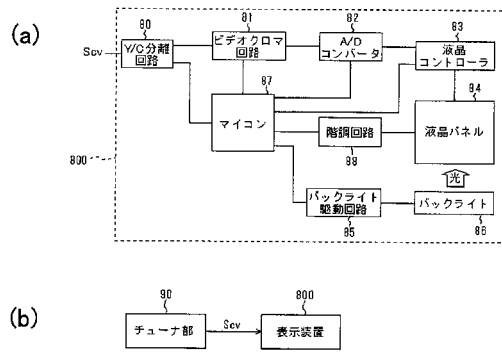 (a)
80
81
82
83
Scv
Y/C分離
回路
ビデオクロマ
回路
A/D
コンバータ
液晶
コントローラ
87
84
マイコン
階調回路
88
液晶パネル
800
光
バックライト
駆動回路
85
バックライト
86
(b)
90
800
チューナ部
Scv
表示装置